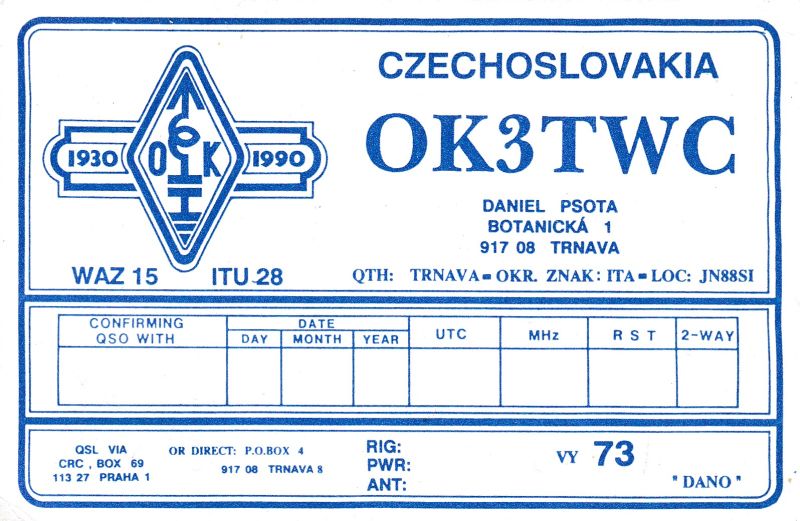 CZECHOSLOVAKIA
1930 OK 1990
OK3TWC
DANIEL PSOTA
BOTANICKÁ 1
917 08 TRNAVA
WAZ 15 ITU 28
QTH: TRNAVA - OKR. ZNAK: ITA - LOC: JN88SI
CONFIRMING QSO WITH
DATE
DAY MONTH YEAR
UTC
MHz
R S T
2-WAY
QSL VIA
CRC, BOX 69
113 27 PRAHA 1
OR DIRECT: P.O.BOX 4
917 08 TRNAVA 8
RIG:
PWR:
ANT:
VY 73
"DANO"